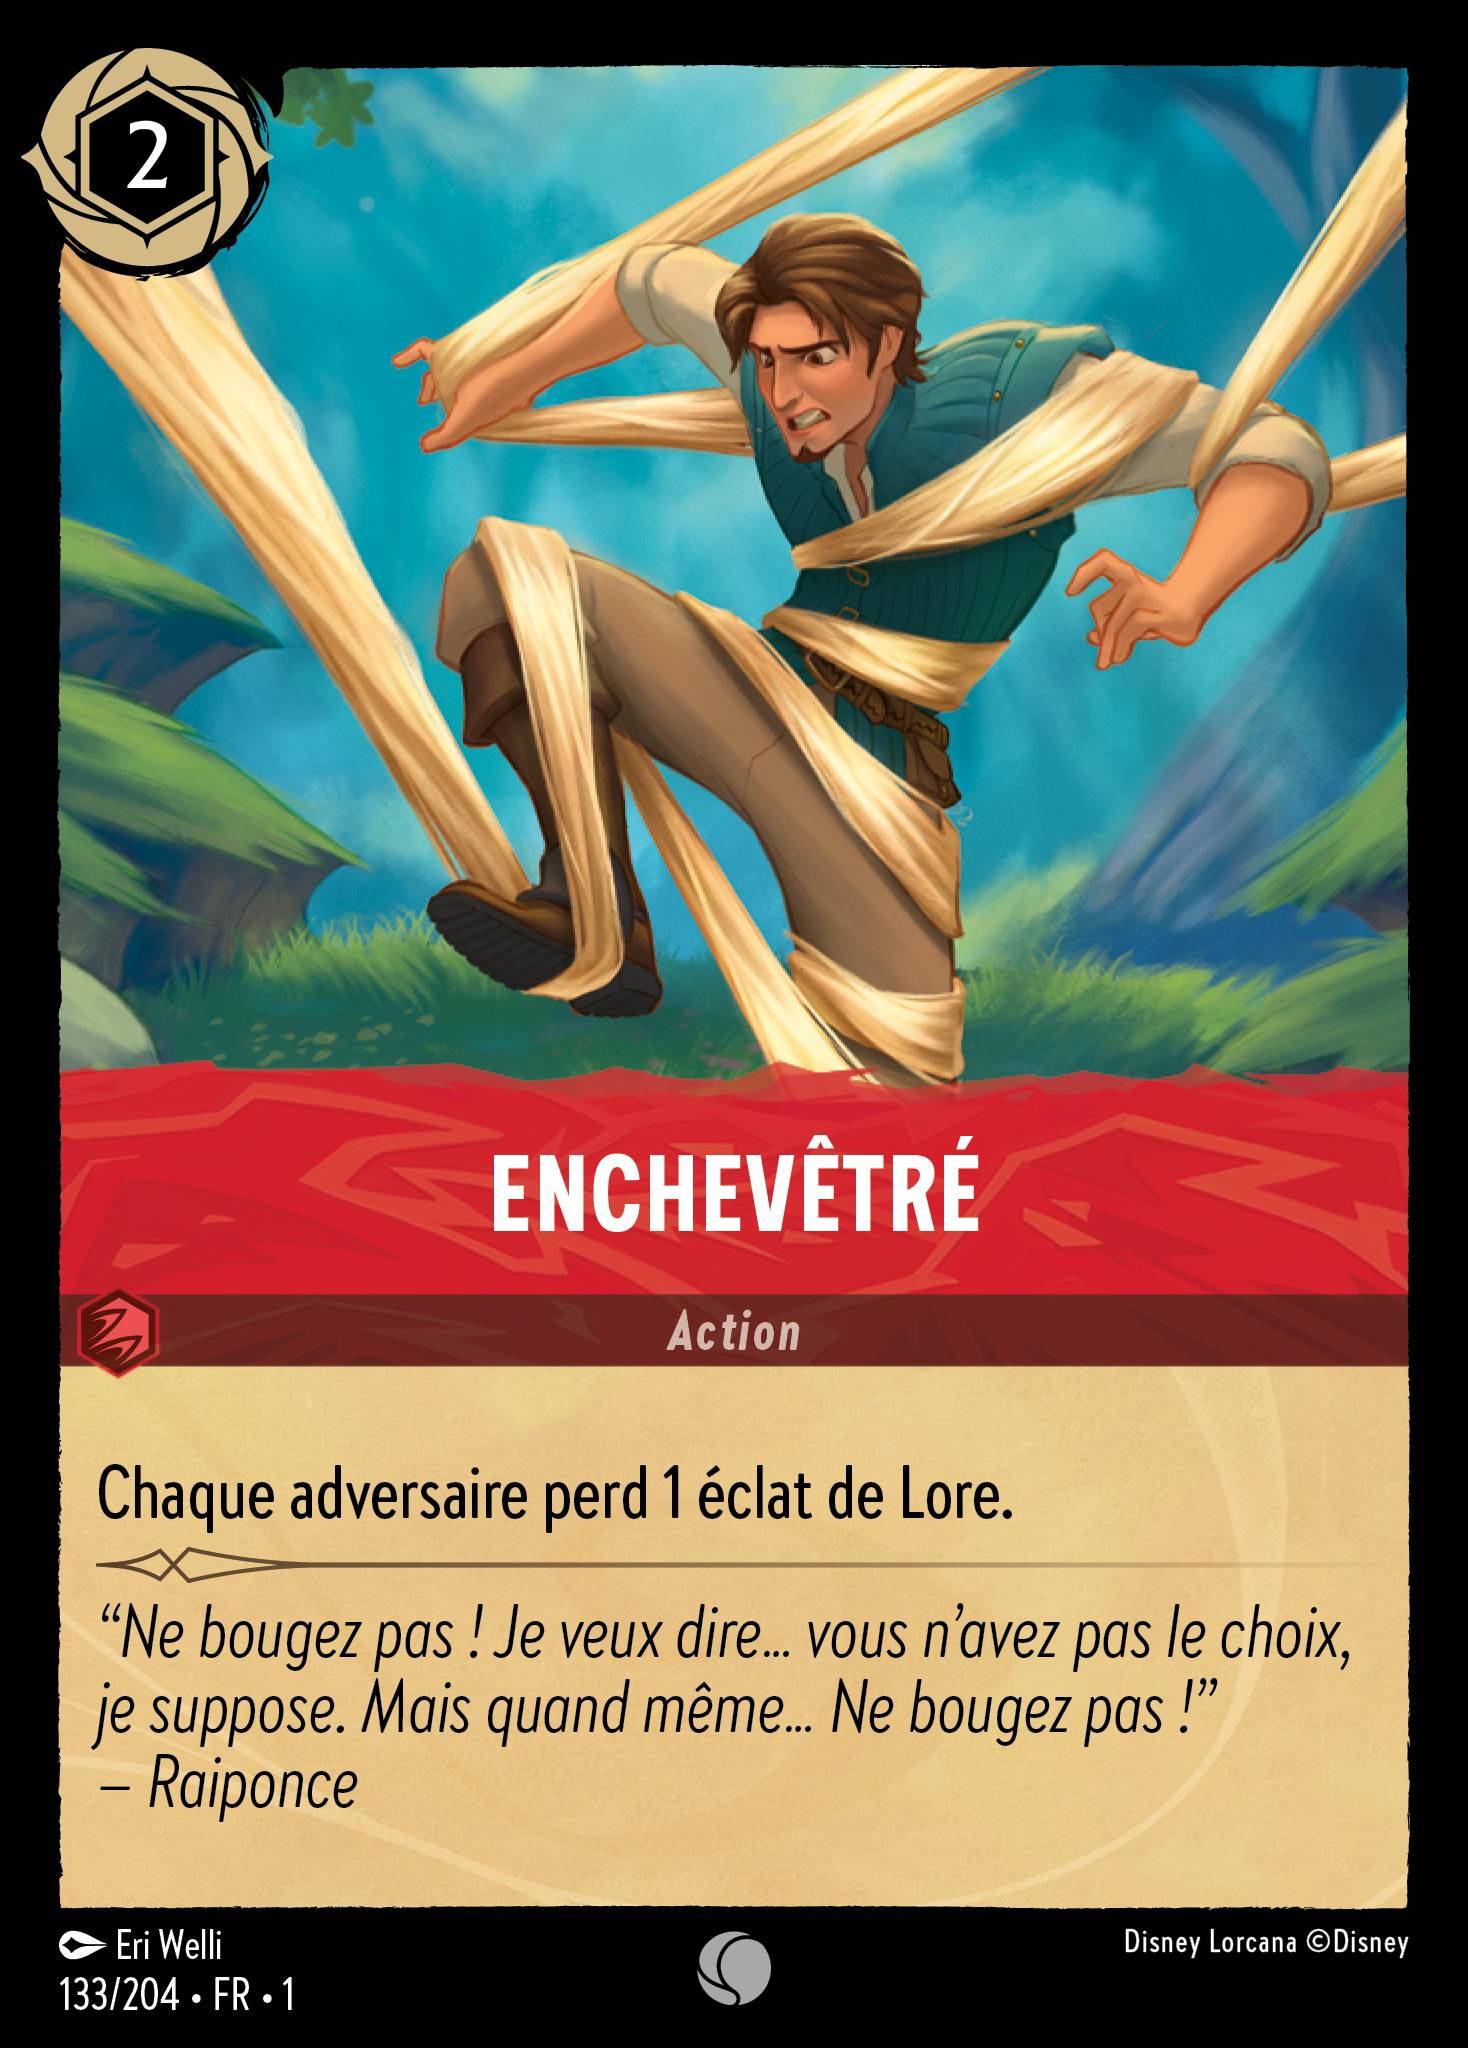 2
ENCHEVÊTRÉ
Action
Chaque adversaire perd 1 éclat de Lore.
“Ne bougez pas ! Je veux dire... vous n’avez pas le choix,
je suppose. Mais quand même... Ne bougez pas !”
– Raiponce
Eri Welli
Disney Lorcana ©Disney
133/204 • FR • 1